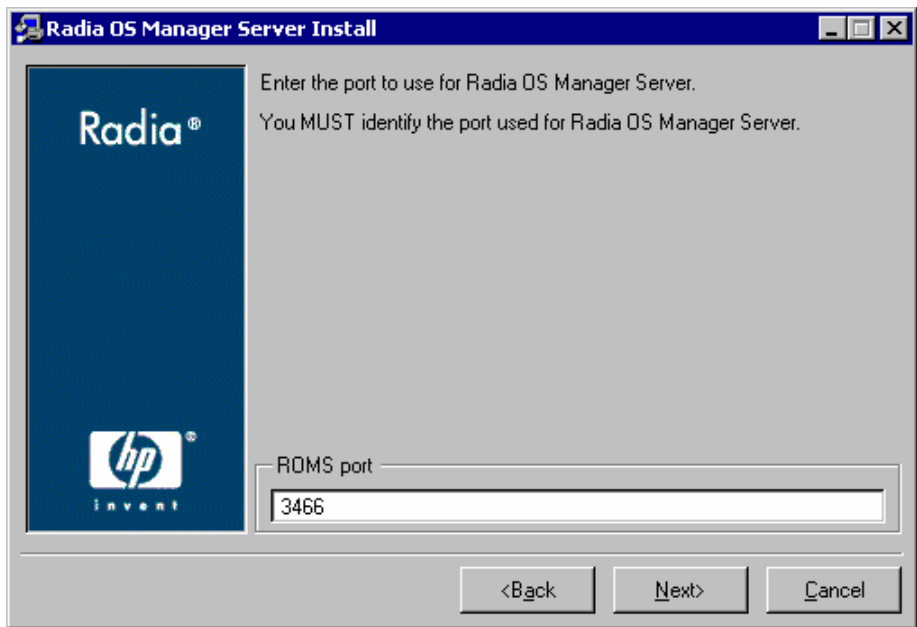 Radia OS Manager Server Install
Enter the port to use for Radia OS Manager Server.
You MUST identify the port used for Radia OS Manager Server.
Radia ®
hp ®
invent
ROMS port
3466
<Back
Next>
Cancel